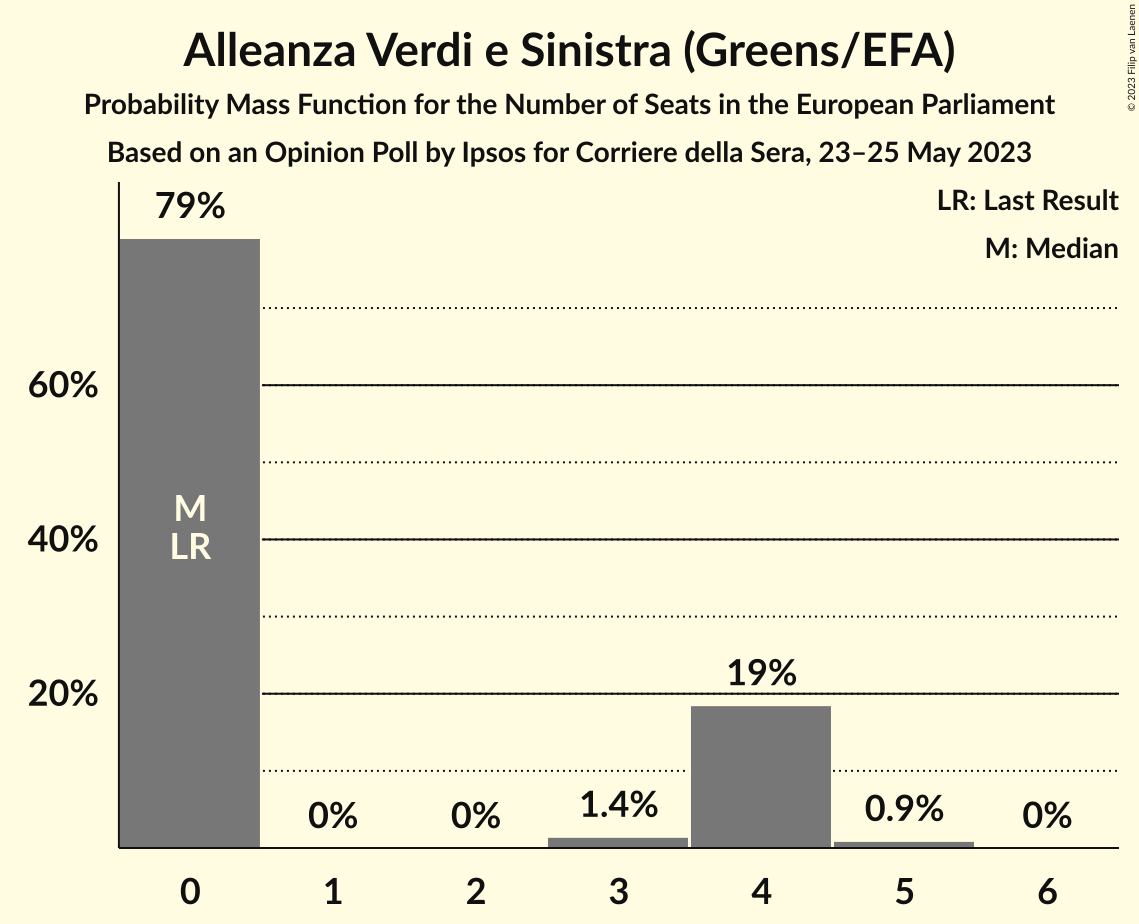 Alleanza Verdi e Sinistra (Greens/EFA)
Probability Mass Function for the Number of Seats in the European Parliament
Based on an Opinion Poll by Ipsos for Corriere della Sera, 23–25 May 2023
© 2023 Filip van Laenen
LR: Last Result
M: Median
79%
60%
40%
20%
M
LR
0%
0%
1.4%
19%
0.9%
0%
0
1
2
3
4
5
6